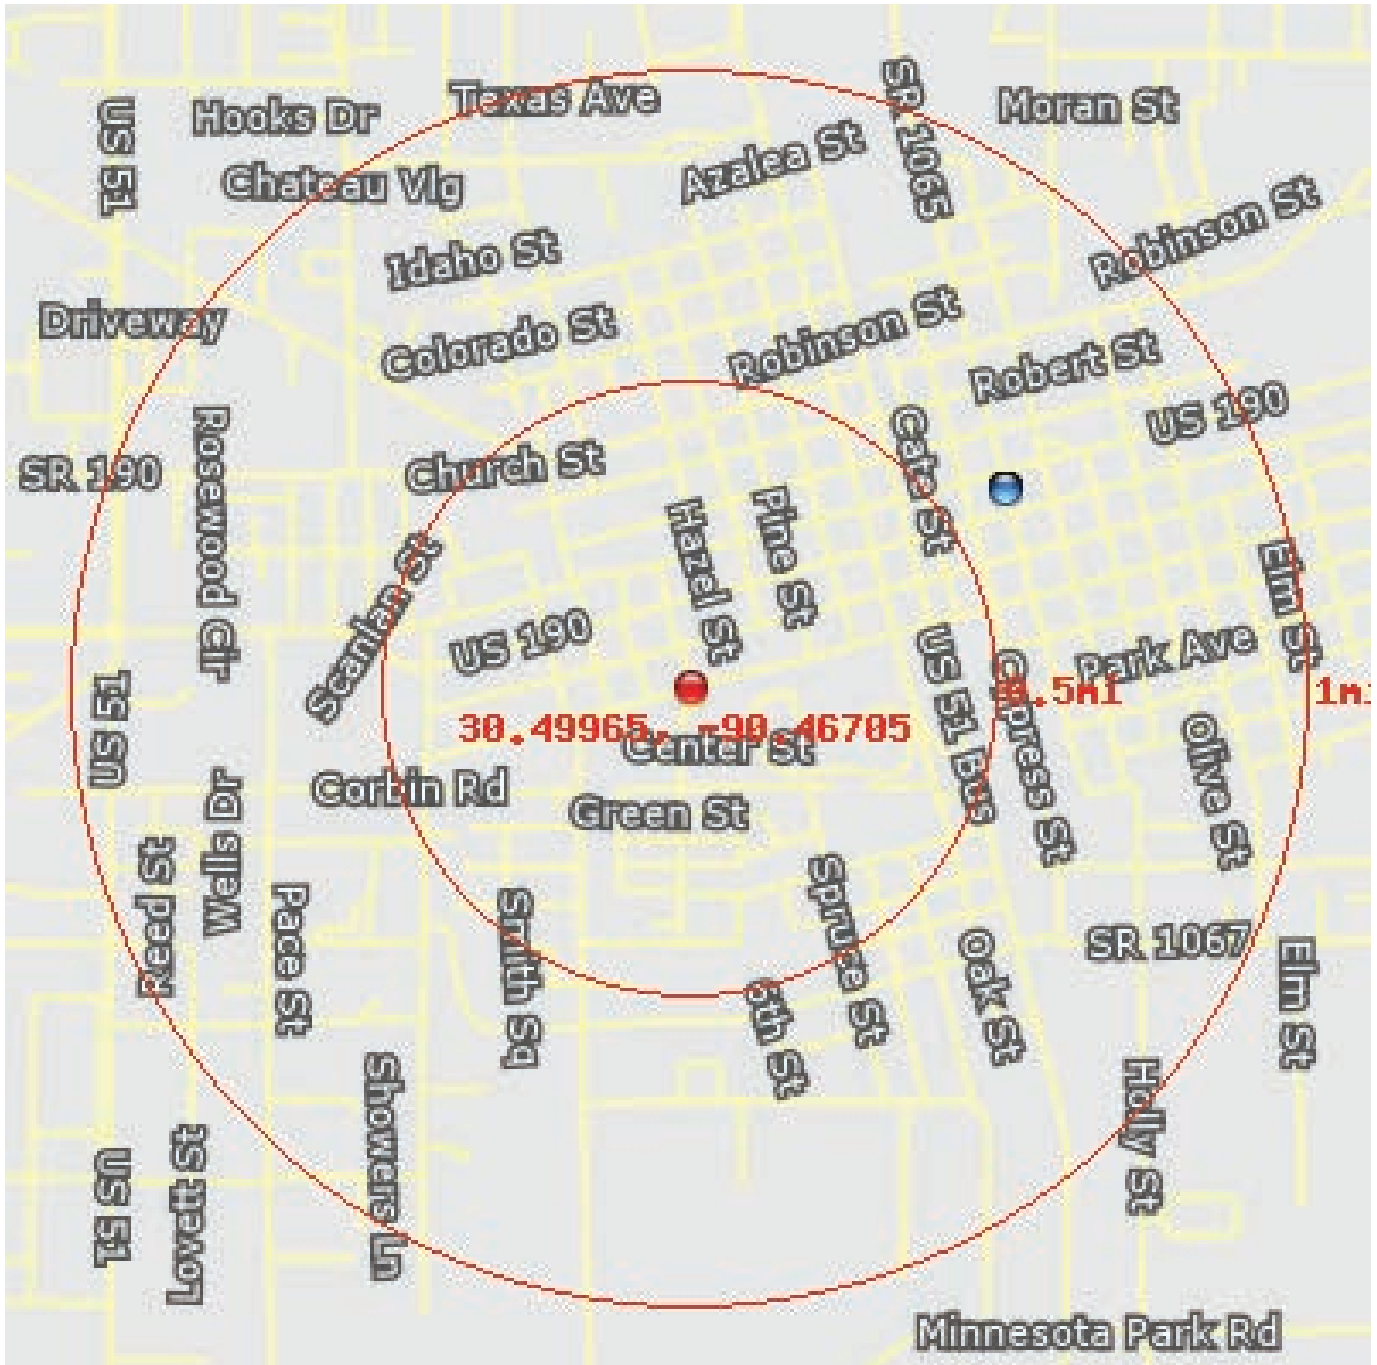 Texas Ave
SR 1065
Moran St
US 51
Hooks Dr
Azalea St
Chateau Vlg
Robinson St
Idaho St
Driveway
Colorado St
Robinson St
Robert St
US 190
Rosewood Cir
SR 190
Church St
Cate St
Hazel St
Pine St
Scanlan St
US 190
Elm St
Park Ave
US 51 Bus
Cypress St
0.5mi
1mi
US 51
30.49965, -90.46705
Center St
Olive St
Corbin Rd
Green St
Wells Dr
Reed St
Pace St
Smith Sq
Spruce St
Oak St
SR 1067
Elm St
6th St
Showers Ln
Holly St
US 51
Lovett St
Minnesota Park Rd